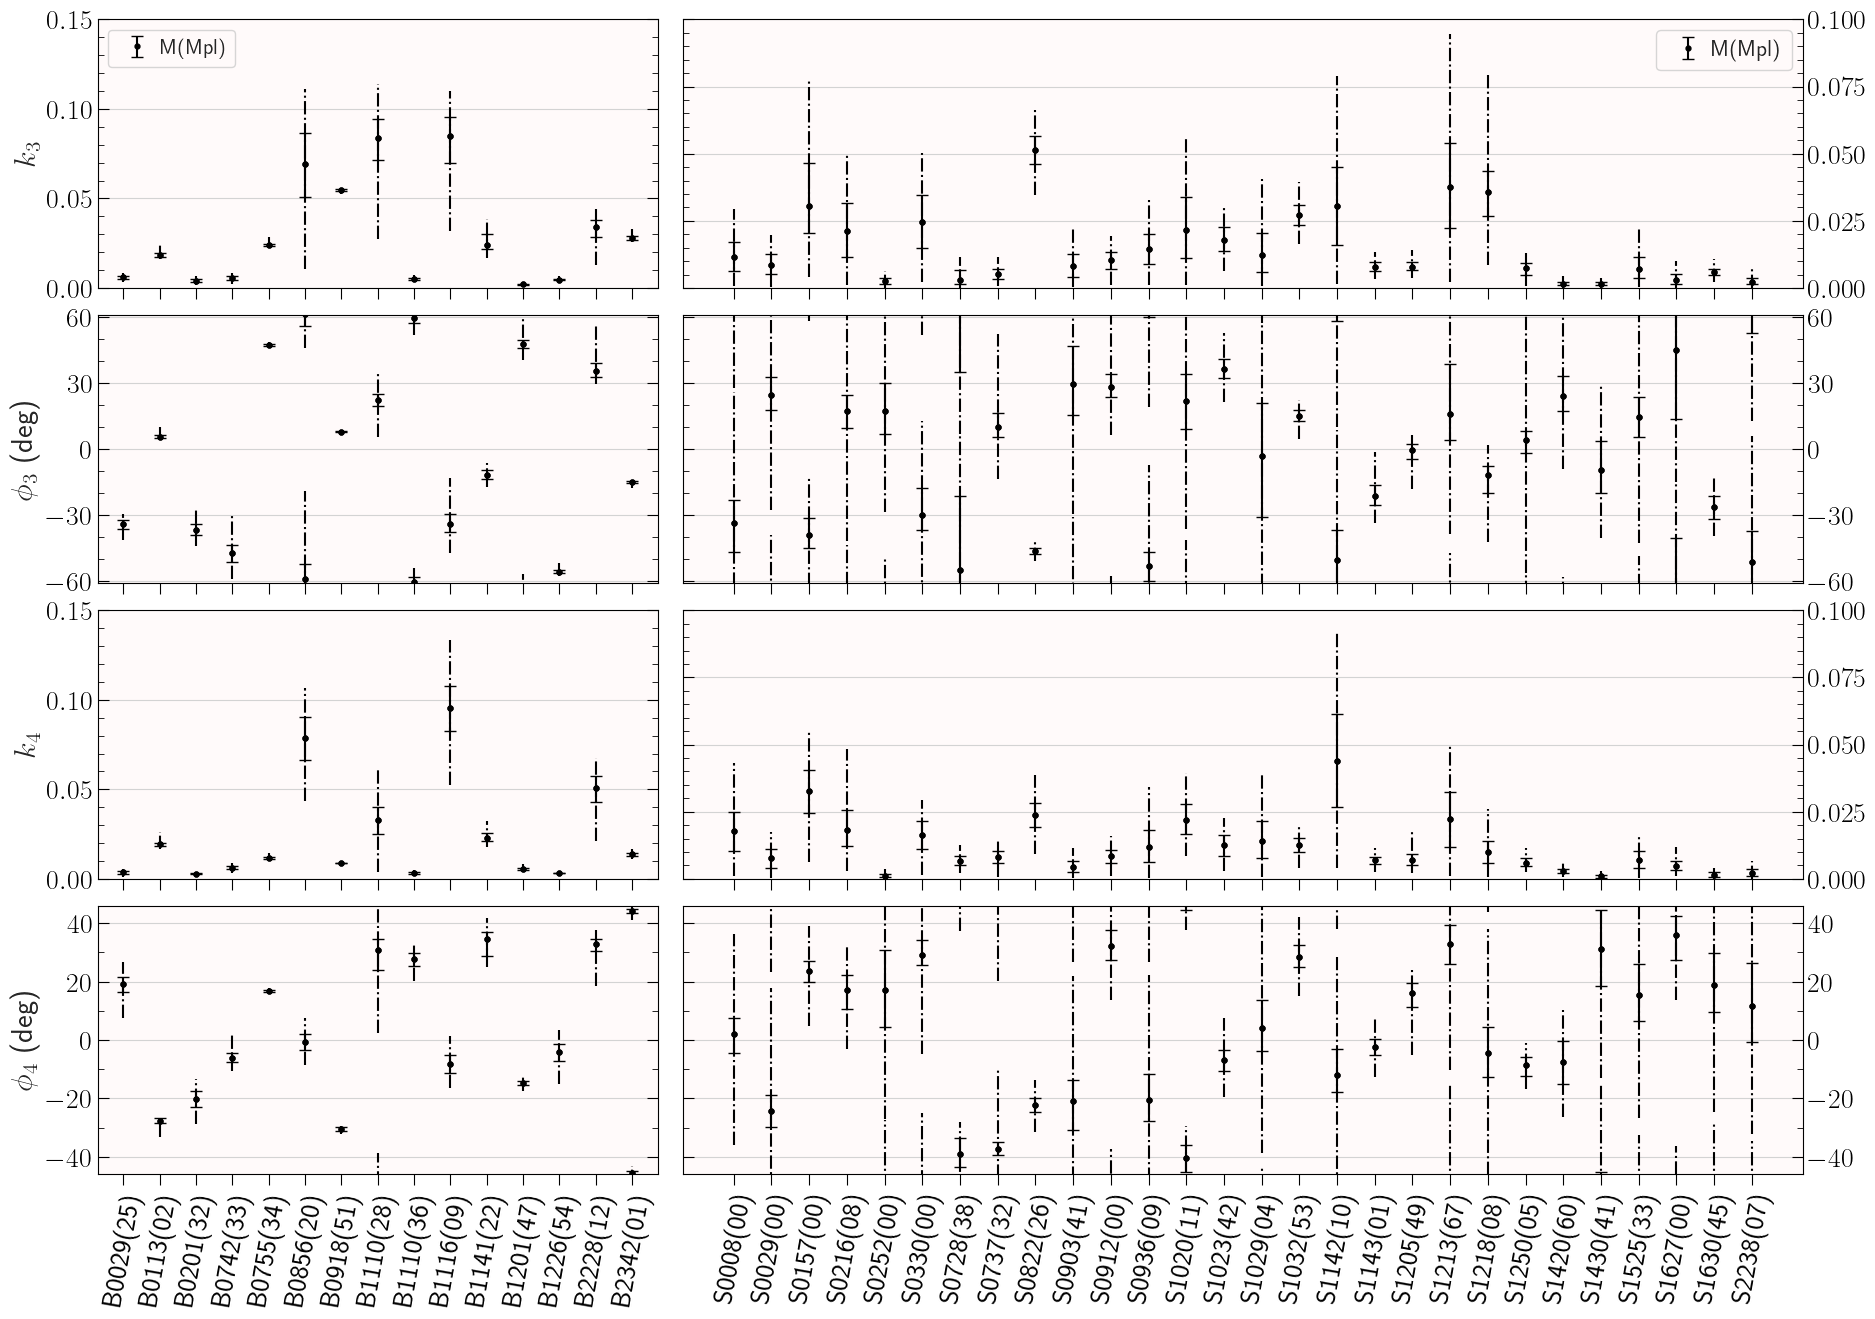 0.15
0.10
0.05
0.00
k3
M(Mpl)
M(Mpl)
0.100
0.075
0.050
0.025
0.000
60
30
0
−30
−60
ϕ3 (deg)
60
30
0
−30
−60
0.15
0.10
0.05
0.00
k4
0.100
0.075
0.050
0.025
0.000
40
20
0
−20
−40
ϕ4 (deg)
40
20
0
−20
−40
B0029(25)
B0113(02)
B0201(32)
B0742(33)
B0755(34)
B0856(20)
B0918(51)
B1110(28)
B1110(36)
B1116(09)
B1141(22)
B1201(47)
B1226(54)
B2228(12)
B2342(01)
S0008(00)
S0029(00)
S0157(00)
S0216(08)
S0252(00)
S0330(00)
S0728(38)
S0737(32)
S0822(26)
S0903(41)
S0912(00)
S0936(09)
S1020(11)
S1023(42)
S1029(04)
S1032(53)
S1142(10)
S1143(01)
S1205(49)
S1213(67)
S1218(08)
S1250(05)
S1420(60)
S1430(41)
S1525(33)
S1627(00)
S1630(45)
S2238(07)